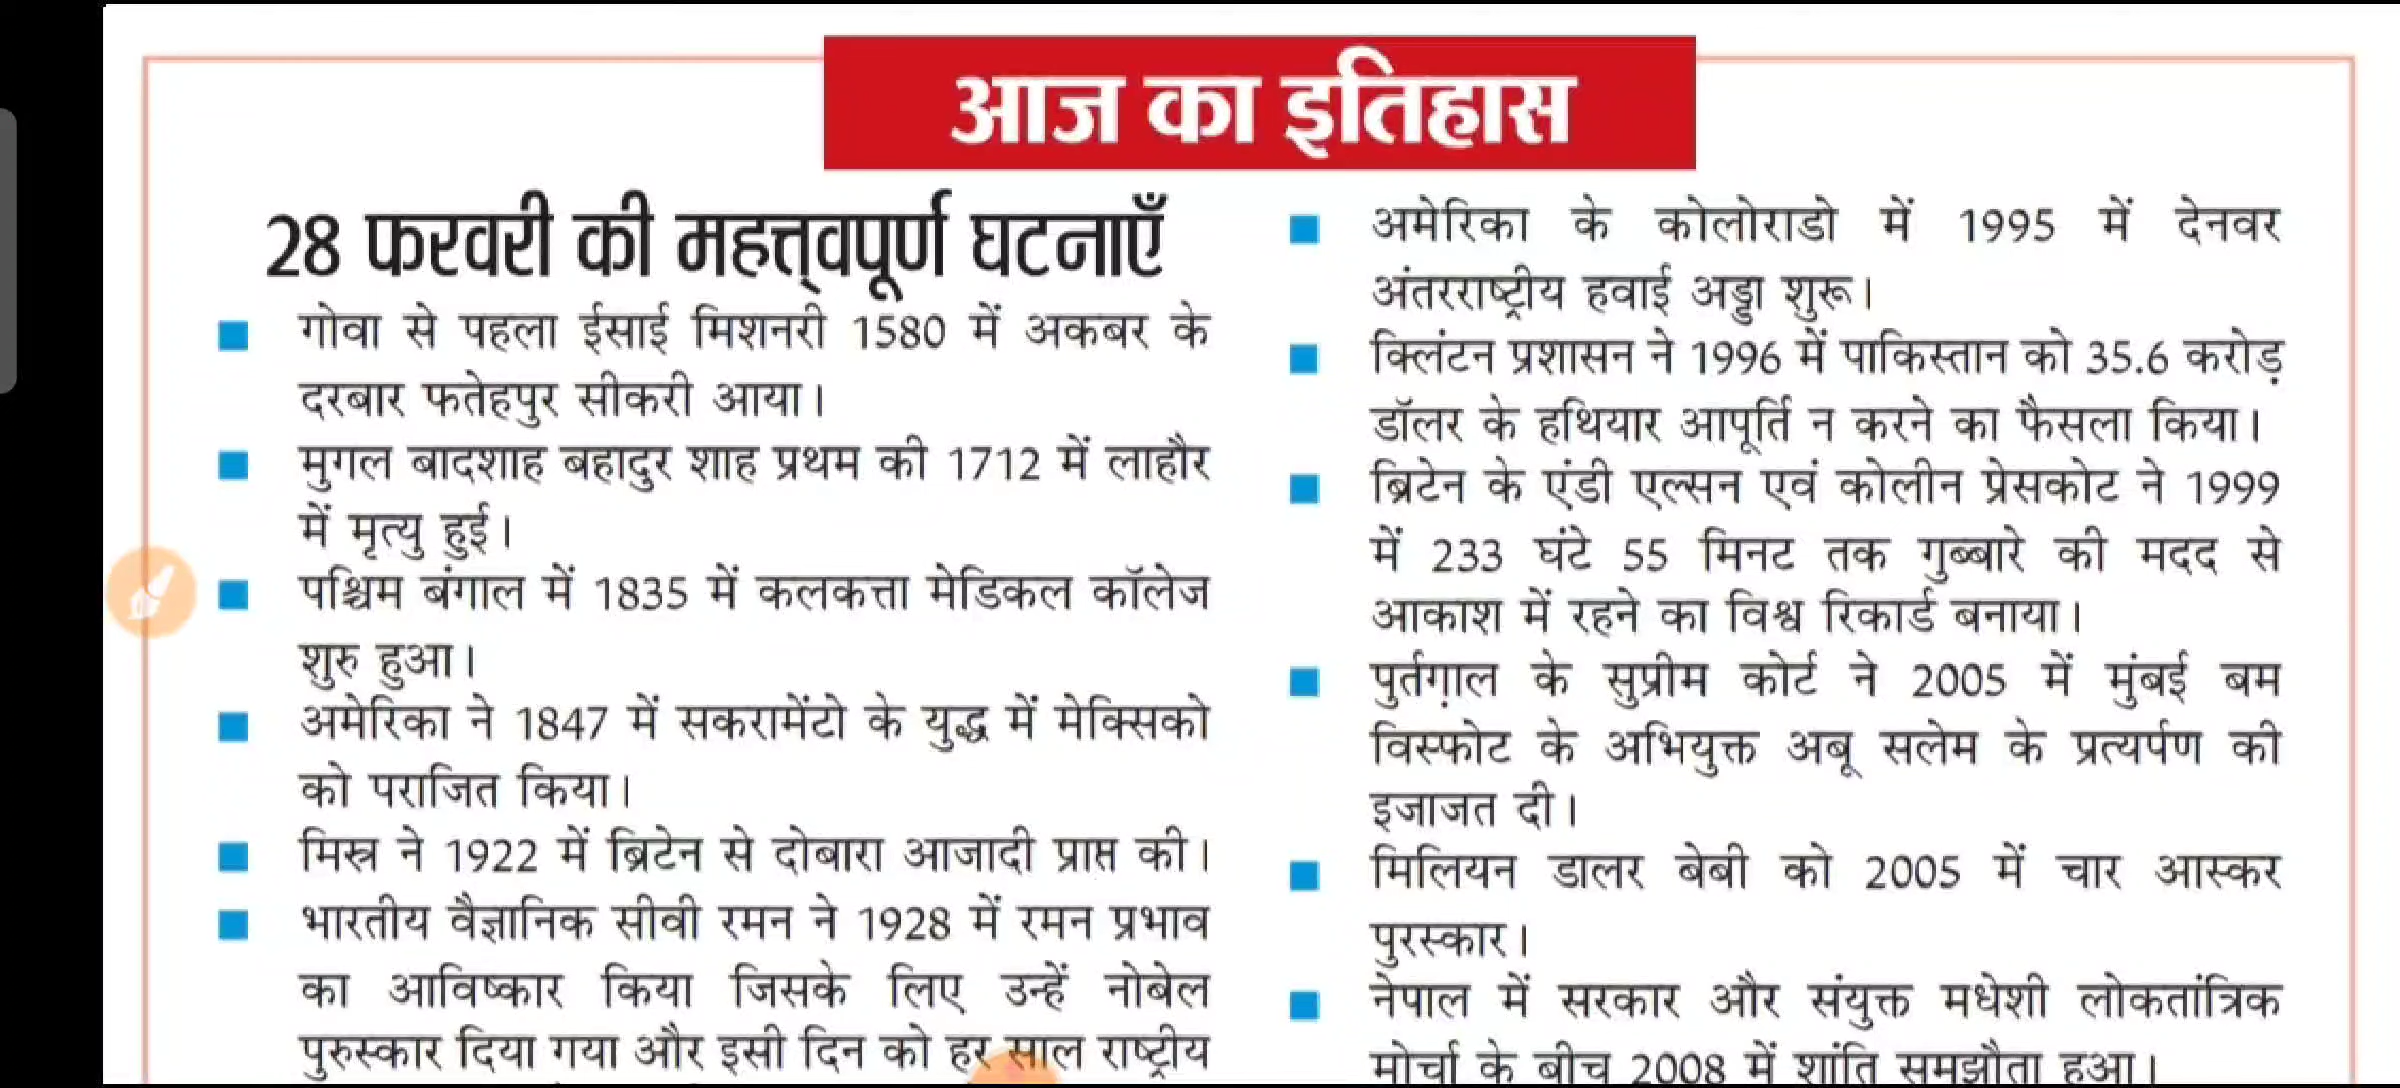 आज का इतिहास
28 फरवरी की महत्त्वपूर्ण घटनाएँ
गोवा से पहला ईसाई मिशनरी 1580 में अकबर के
दरबार फतेहपुर सीकरी आया।
मुगल बादशाह बहादुर शाह प्रथम की 1712 में लाहौर
में मृत्यु हुई।
पश्चिम बंगाल में 1835 में कलकत्ता मेडिकल कॉलेज
शुरु हुआ।
अमेरिका ने 1847 में सकरामेंटो के युद्ध में मेक्सिको
को पराजित किया।
मिस्र ने 1922 में ब्रिटेन से दोबारा आजादी प्राप्त की।
भारतीय वैज्ञानिक सीवी रमन ने 1928 में रमन प्रभाव
का आविष्कार किया जिसके लिए उन्हें नोबेल
पुरुस्कार दिया गया और इसी दिन को हर साल राष्ट्रीय
अमेरिका के कोलोराडो में 1995 में देनवर
अंतरराष्ट्रीय हवाई अड्डा शुरू।
क्लिंटन प्रशासन ने 1996 में पाकिस्तान को 35.6 करोड़
डॉलर के हथियार आपूर्ति न करने का फैसला किया।
ब्रिटेन के एंडी एल्सन एवं कोलीन प्रेसकोट ने 1999
में 233 घंटे 55 मिनट तक गुब्बारे की मदद से
आकाश में रहने का विश्व रिकार्ड बनाया।
पुर्तग़ाल के सुप्रीम कोर्ट ने 2005 में मुंबई बम
विस्फोट के अभियुक्त अबू सलेम के प्रत्यर्पण की
इजाजत दी।
मिलियन डालर बेबी को 2005 में चार आस्कर
पुरस्कार।
नेपाल में सरकार और संयुक्त मधेशी लोकतांत्रिक
मोर्चा के बीच 2008 में शांति समझौता हुआ।